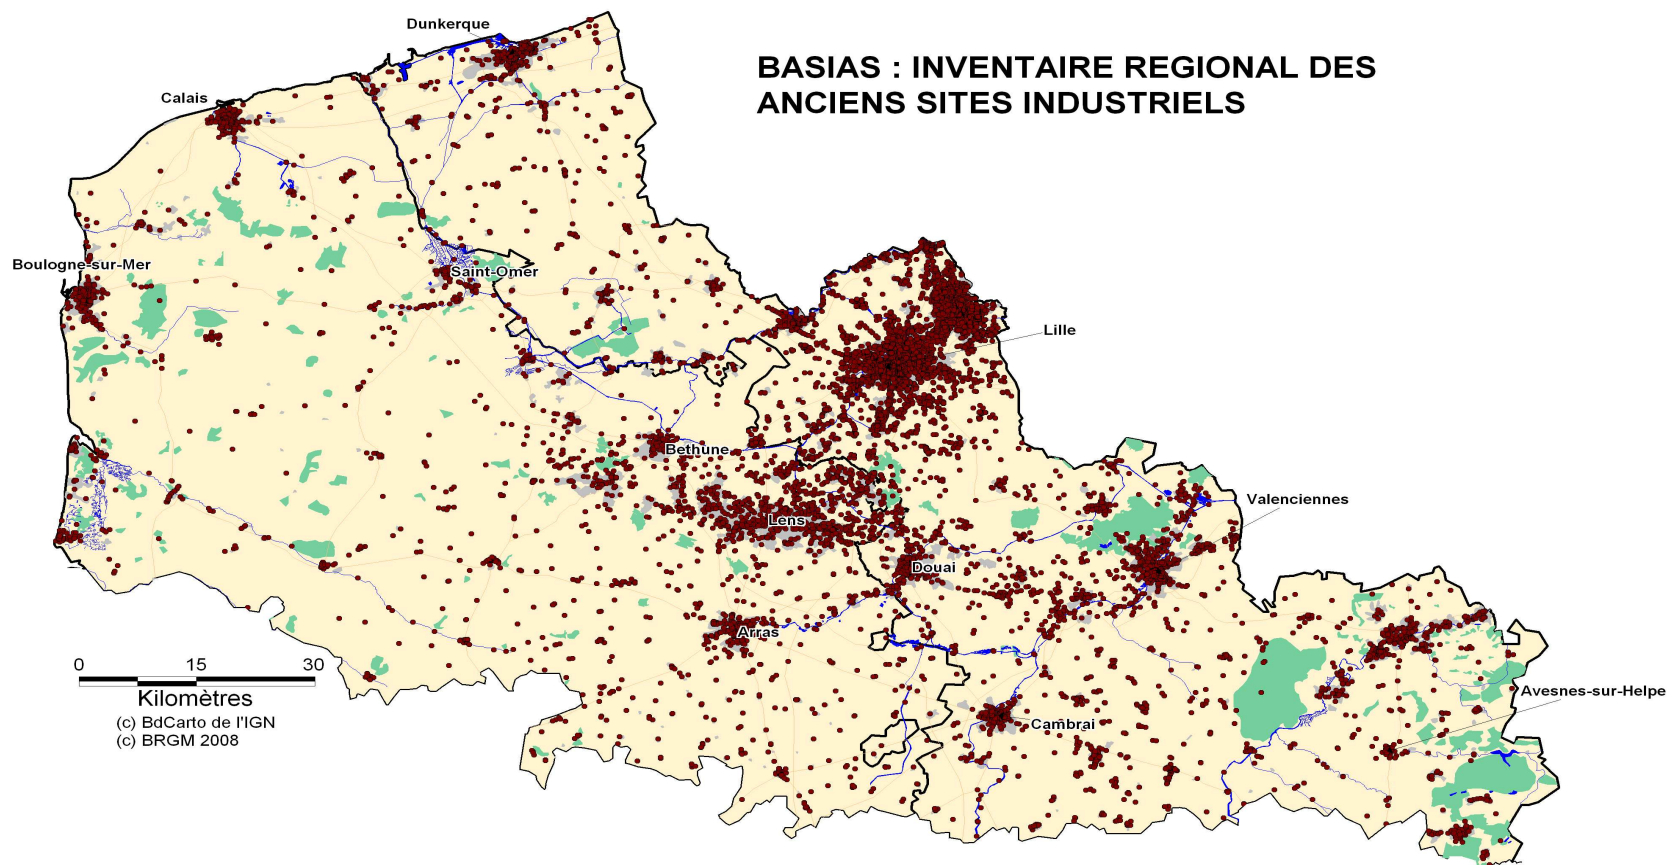 BASIAS : INVENTAIRE REGIONAL DES
ANCIENS SITES INDUSTRIELS
Dunkerque
Calais
Boulogne-sur-Mer
Saint-Omer
Lille
Bethune
Lens
Valenciennes
Douai
Arras
Cambrai
Avesnes-sur-Helpe
0 15 30
Kilomètres
(c) BdCarto de l'IGN
(c) BRGM 2008